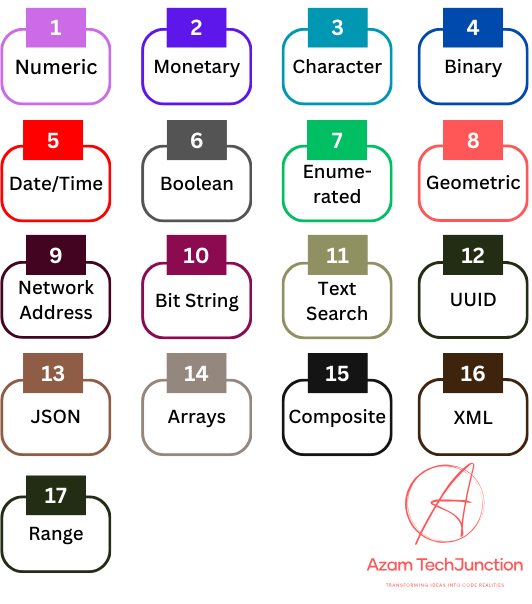 1
Numeric
2
Monetary
3
Character
4
Binary
5
Date/Time
6
Boolean
7
Enume-
rated
8
Geometric
9
Network
Address
10
Bit String
11
Text
Search
12
UUID
13
JSON
14
Arrays
15
Composite
16
XML
17
Range
Azam TechJunction
TRANSFORMING IDEAS INTO CODE REALITIES